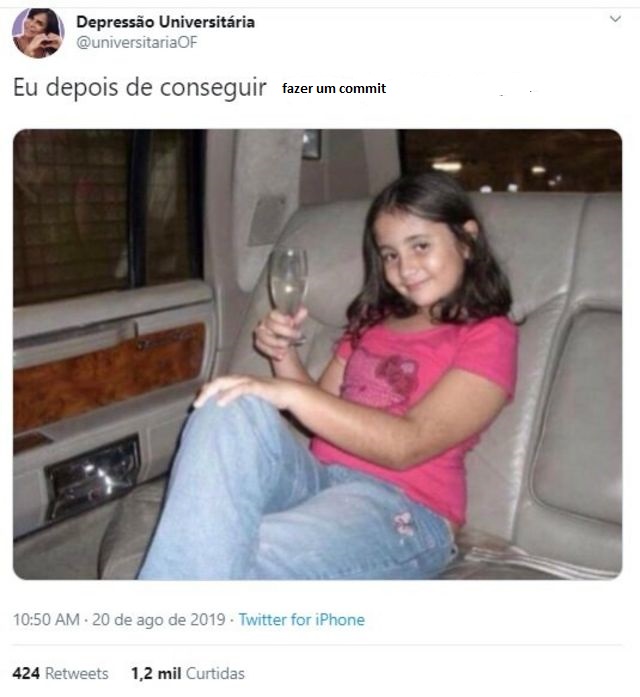 Depressão Universitária
@universitariaOF
Eu depois de conseguir fazer um commit
10:50 AM · 20 de ago de 2019 · Twitter for iPhone
424 Retweets 1,2 mil Curtidas